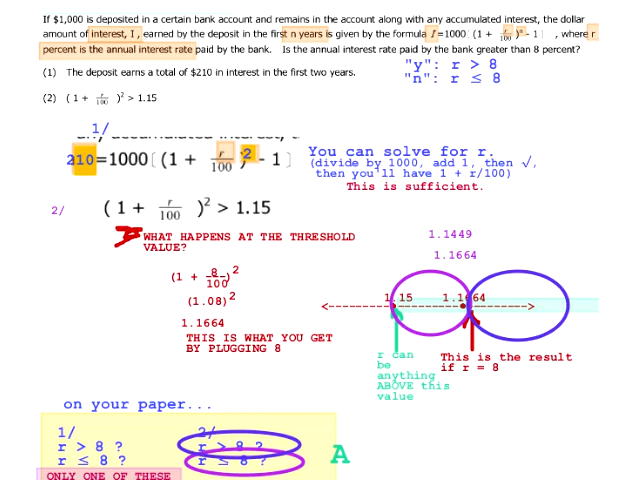 If $1,000 is deposited in a certain bank account and remains in the account along with any accumulated interest, the dollar
amount of interest, I, earned by the deposit in the first n years is given by the formula I=1000[(1 + r/100)ⁿ - 1], where r
percent is the annual interest rate paid by the bank. Is the annual interest rate paid by the bank greater than 8 percent?
"y": r > 8
"n": r ≤ 8
(1) The deposit earns a total of $210 in interest in the first two years.
(2) (1 + r/100)² > 1.15
1/
210=1000[(1 + r/100)² - 1]
You can solve for r.
(divide by 1000, add 1, then √,
then you'll have 1 + r/100)
This is sufficient.
2/
(1 + r/100)² > 1.15
WHAT HAPPENS AT THE THRESHOLD
VALUE?
(1 + 8/100)²
(1.08)²
1.1664
THIS IS WHAT YOU GET
BY PLUGGING 8
1.1449
1.1664
1.15 1.1664
r can
be
anything
ABOVE this
value
This is the result
if r = 8
on your paper...
1/
r > 8 ?
r ≤ 8 ?
ONLY ONE OF THESE
2/
r > 8 ?
r ≤ 8 ?
A